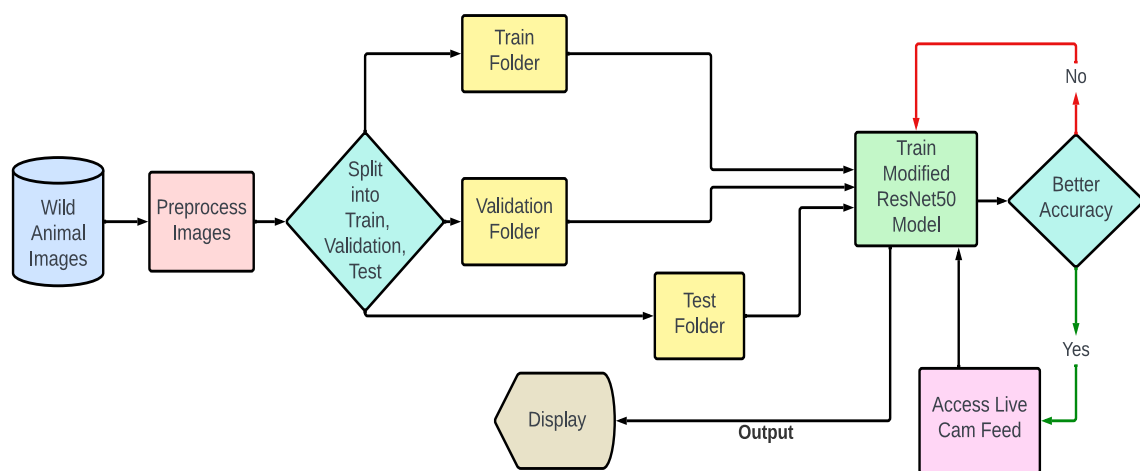 Wild
Animal
Images
Preprocess
Images
Split
into
Train,
Validation,
Test
Train
Folder
Validation
Folder
Test
Folder
Train
Modified
ResNet50
Model
Better
Accuracy
No
Yes
Access Live
Cam Feed
Output
Display